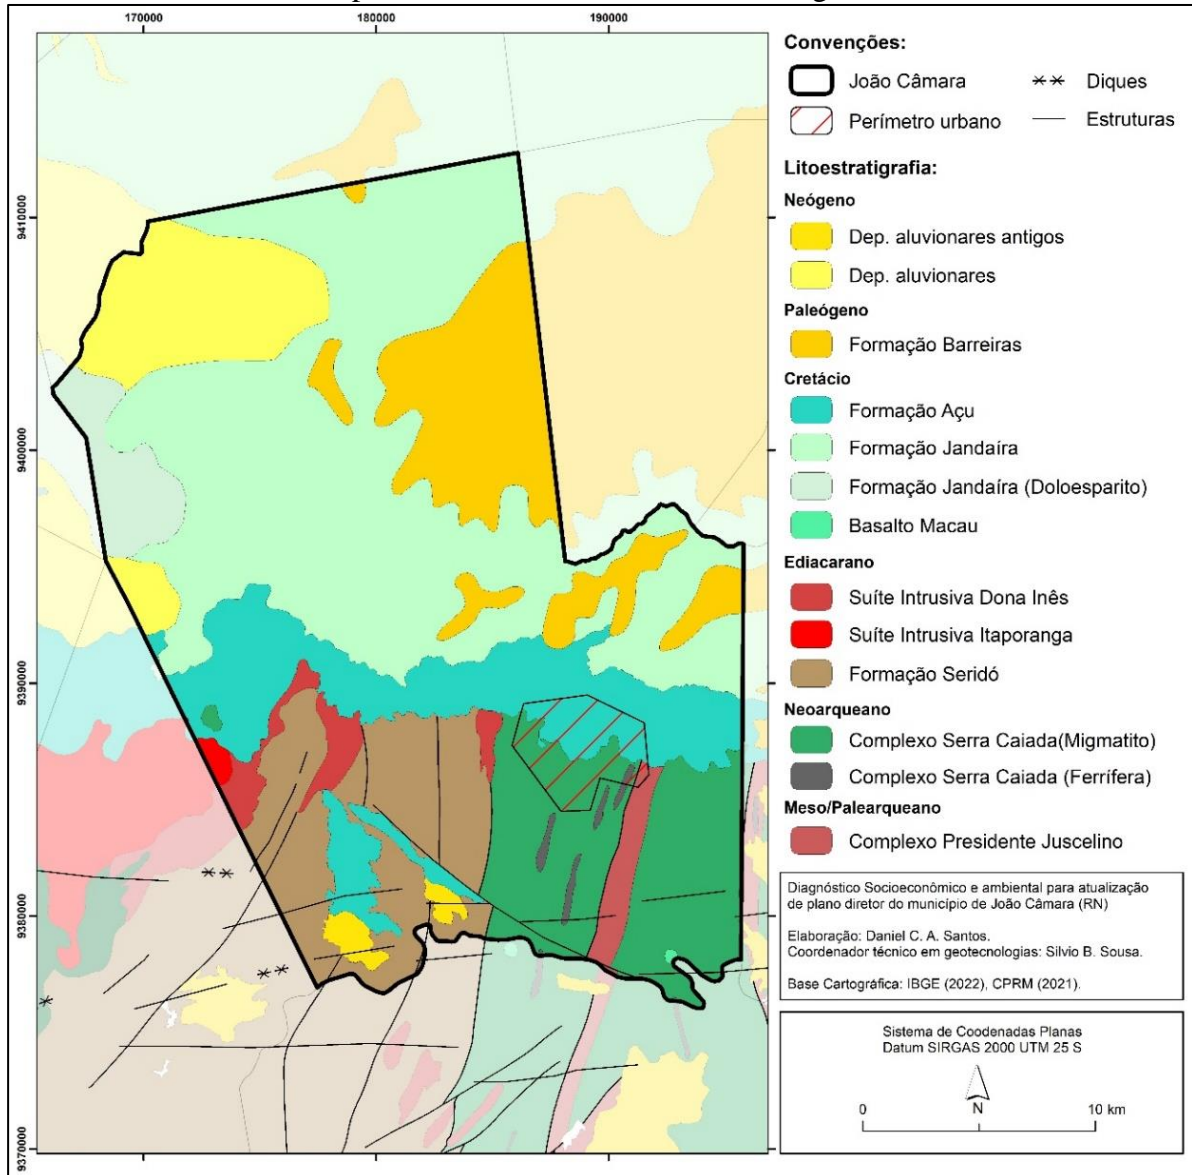 170000
180000
190000
9410000
9400000
9390000
9380000
9370000
Convenções:
João Câmara
Diques
Perímetro urbano
Estruturas
Litoestratigrafia:
Neógeno
Dep. aluvionares antigos
Dep. aluvionares
Paleógeno
Formação Barreiras
Cretácio
Formação Açu
Formação Jandaíra
Formação Jandaíra (Doloesparito)
Basalto Macau
Ediacarano
Suíte Intrusiva Dona Inês
Suíte Intrusiva Itaporanga
Formação Seridó
Neoarqueano
Complexo Serra Caiada(Migmatito)
Complexo Serra Caiada (Ferrífera)
Meso/Palearqueano
Complexo Presidente Juscelino
Diagnóstico Socioeconômico e ambiental para atualização
de plano diretor do município de João Câmara (RN)
Elaboração: Daniel C. A. Santos.
Coordenador técnico em geotecnologias: Silvio B. Sousa.
Base Cartográfica: IBGE (2022), CPRM (2021).
Sistema de Coodenadas Planas
Datum SIRGAS 2000 UTM 25 S
0
N
10 km